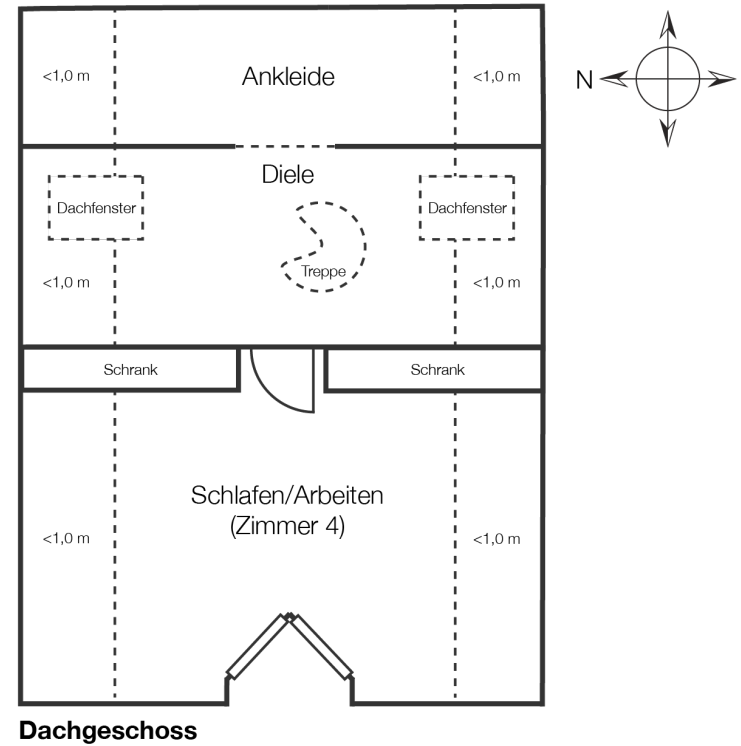 <1,0 m
Ankleide
<1,0 m
N
Diele
Dachfenster
Dachfenster
Treppe
<1,0 m
<1,0 m
Schrank
Schrank
Schlafen/Arbeiten
(Zimmer 4)
<1,0 m
<1,0 m
Dachgeschoss